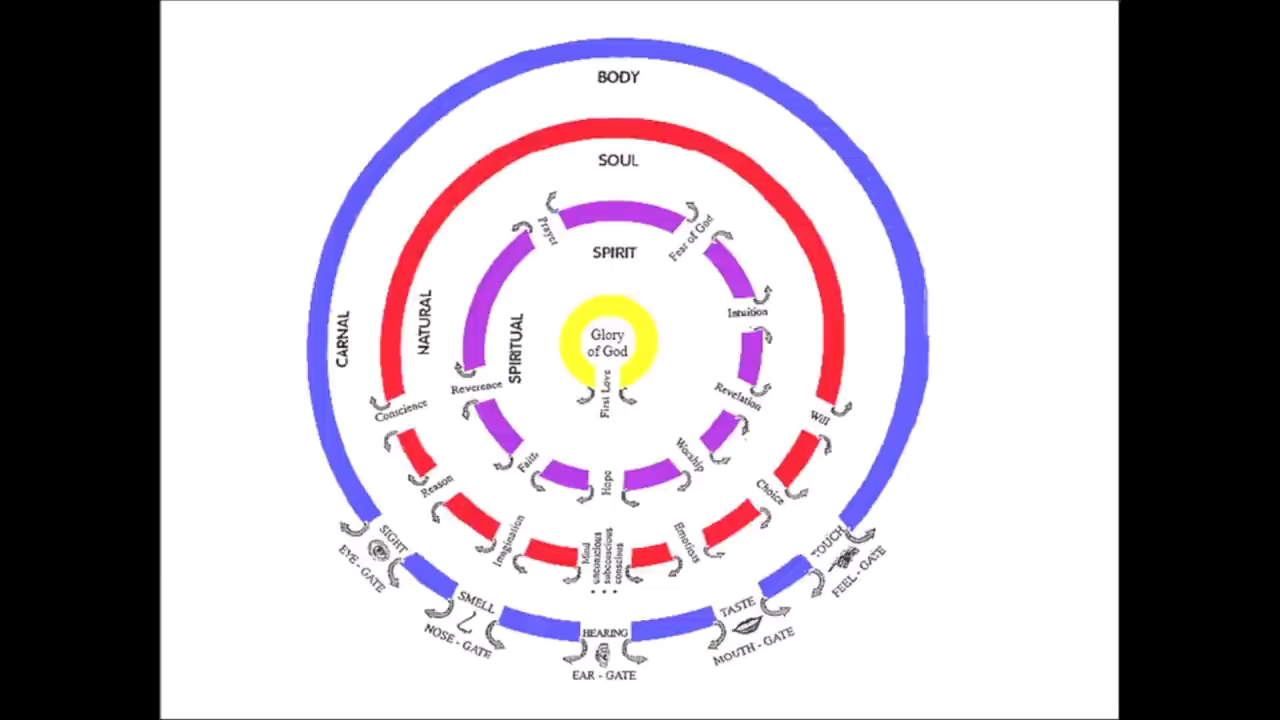 BODY
SOUL
Prayer
Fear of God
SPIRIT
Intuition
CARNAL
NATURAL
SPIRITUAL
Glory
of God
First Love
Reverence
Revelation
Conscience
Will
Faith
Hope
Worship
Reason
Choice
Imagination
Mind
unconscious
subconscious
conscious
Emotions
SIGHT
EYE - GATE
TOUCH
FEEL - GATE
SMELL
NOSE - GATE
TASTE
MOUTH - GATE
HEARING
EAR - GATE